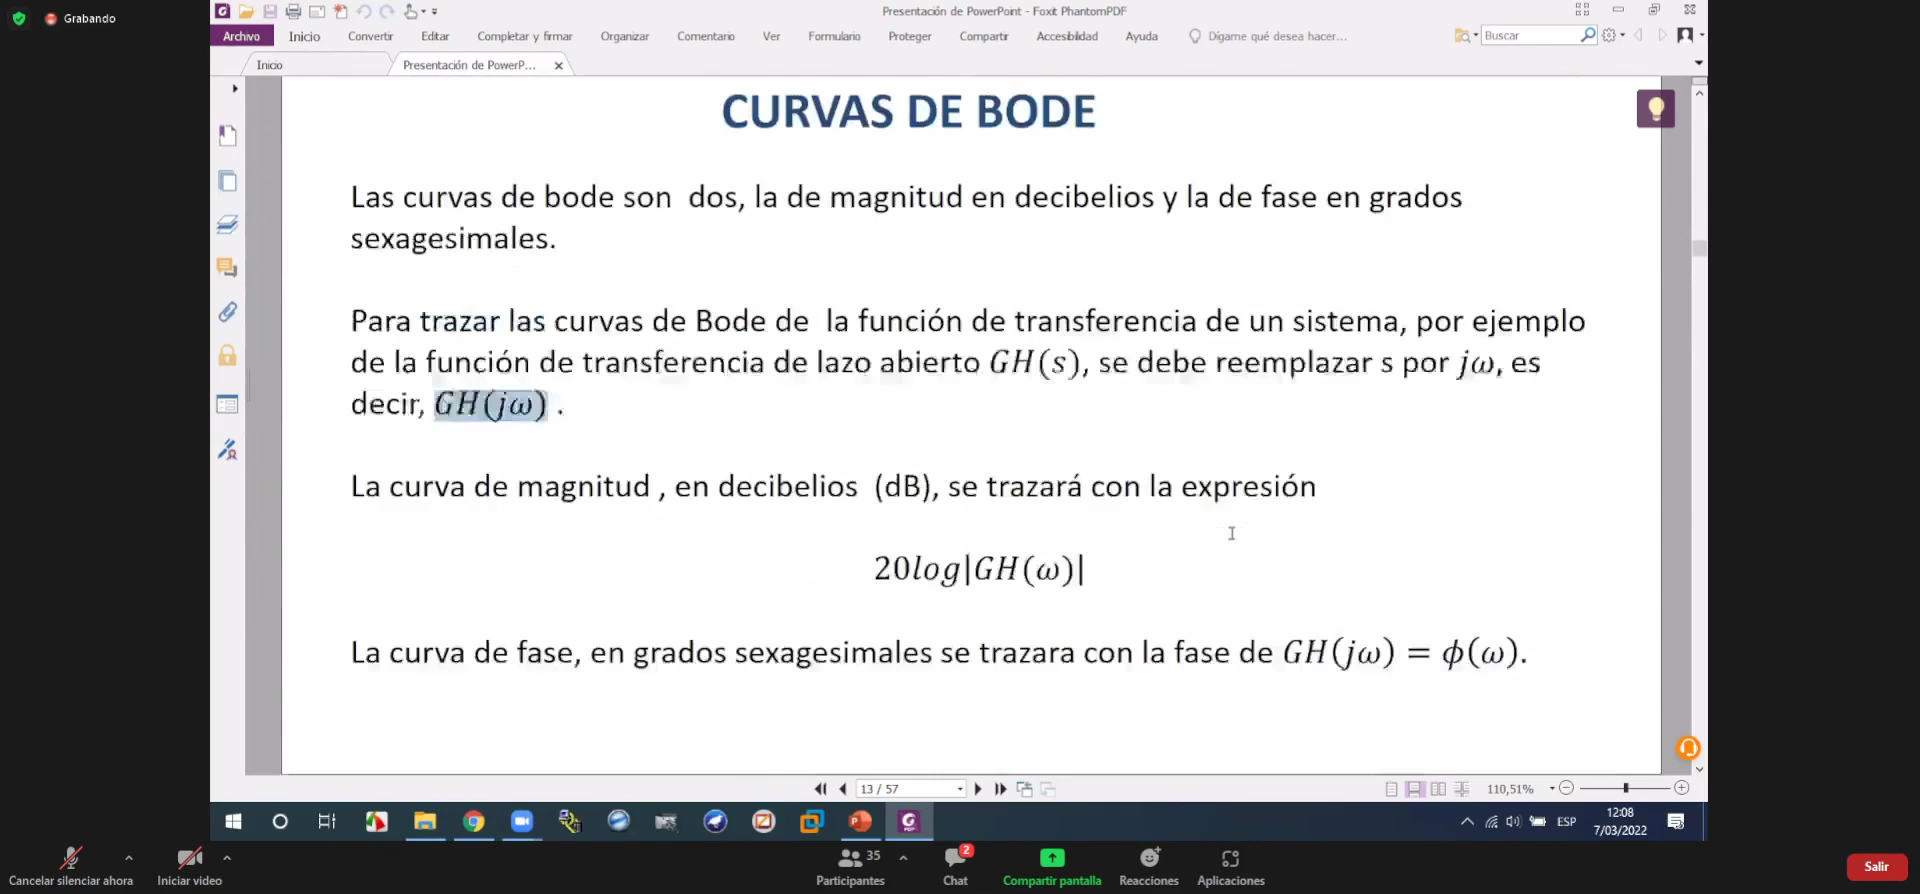 Grabando
Presentación de PowerPoint - Foxit PhantomPDF
Archivo Inicio Convertir Editar Completar y firmar Organizar Comentario Ver Formulario Proteger Compartir Accesibilidad Ayuda Dígame qué desea hacer... Buscar
Inicio Presentación de PowerP...
CURVAS DE BODE
Las curvas de bode son dos, la de magnitud en decibelios y la de fase en grados
sexagesimales.
Para trazar las curvas de Bode de la función de transferencia de un sistema, por ejemplo
de la función de transferencia de lazo abierto GH(s), se debe reemplazar s por jω, es
decir, GH(jω) .
La curva de magnitud , en decibelios (dB), se trazará con la expresión
20log|GH(ω)|
La curva de fase, en grados sexagesimales se trazara con la fase de GH(jω) = ϕ(ω).
13 / 57 110,51%
PDF ESP 12:08
7/03/2022
35 2
Cancelar silenciar ahora Iniciar video Participantes Chat Compartir pantalla Reacciones Aplicaciones Salir